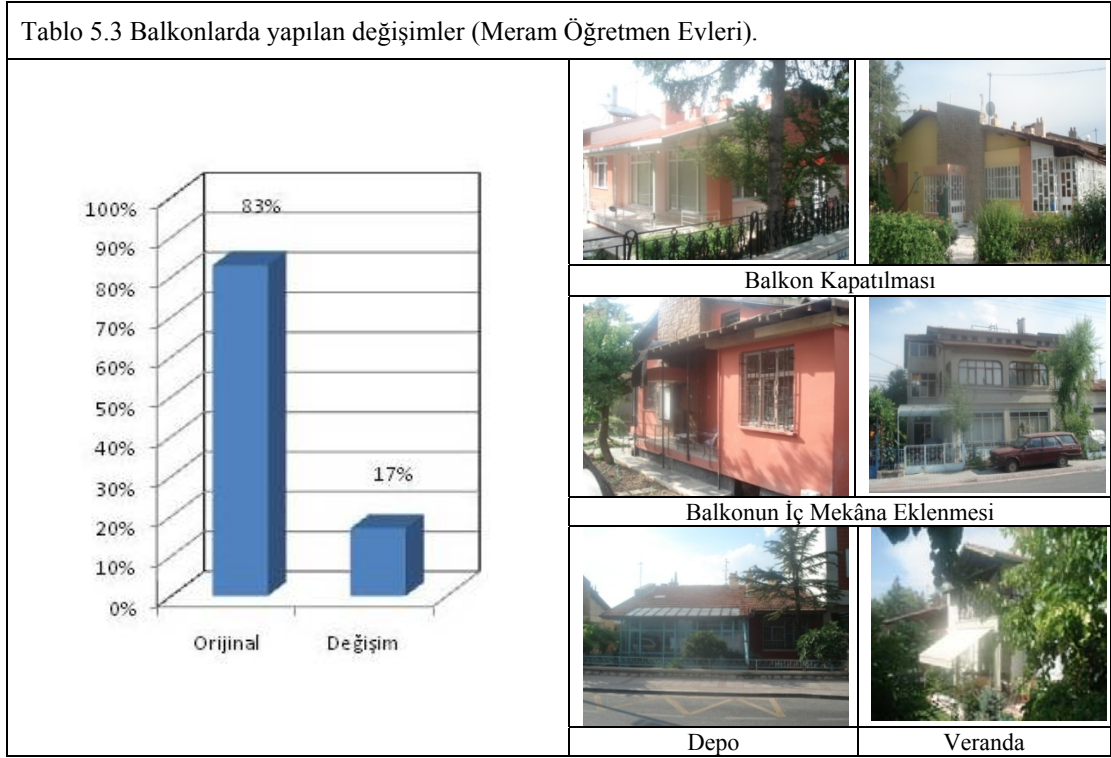 Tablo 5.3 Balkonlarda yapılan değişimler (Meram Öğretmen Evleri).
100%
90%
80%
70%
60%
50%
40%
30%
20%
10%
0%
83%
17%
Orijinal Değişim
Balkon Kapatılması
Balkonun İç Mekâna Eklenmesi
Depo Veranda